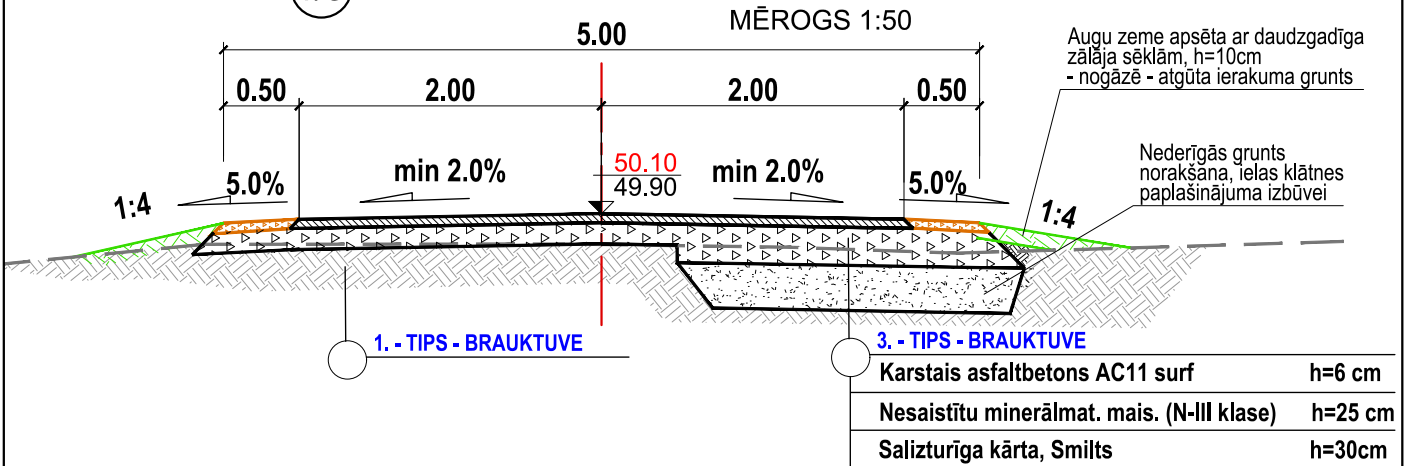 MĒROGS 1:50
5.00
0.50 2.00 2.00 0.50
Augu zeme apsēta ar daudzgadīga
zālāja sēklām, h=10cm
- nogāzē - atgūta ierakuma grunts
Nederīgās grunts
norakšana, ielas klātnes
paplašinājuma izbūvei
1:4 5.0% min 2.0% 50.10 min 2.0% 5.0% 1:4
49.90
1. - TIPS - BRAUKTUVE
3. - TIPS - BRAUKTUVE
Karstais asfaltbetons AC11 surf h=6 cm
Nesaistītu minerālmat. mais. (N-III klase) h=25 cm
Salizturīga kārta, Smilts h=30cm